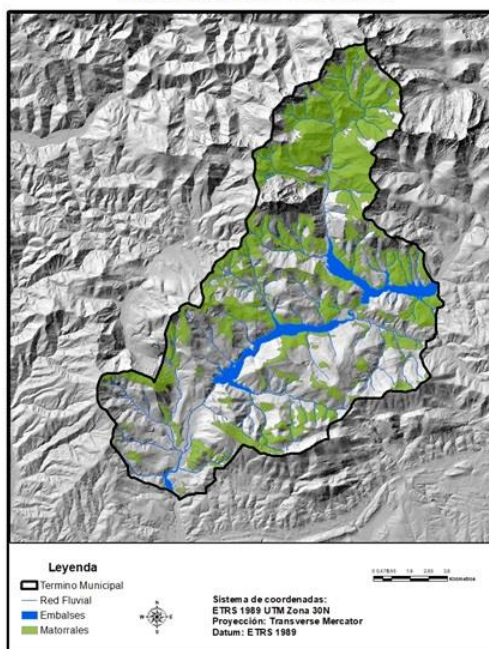 Leyenda
Termino Municipal
Red Fluvial
Embalses
Matorrales
N
W
E
S
Kilometros
Sistema de coordenadas:
ETRS 1989 UTM Zona 30N
Proyección: Transverse Mercator
Datum: ETRS 1989